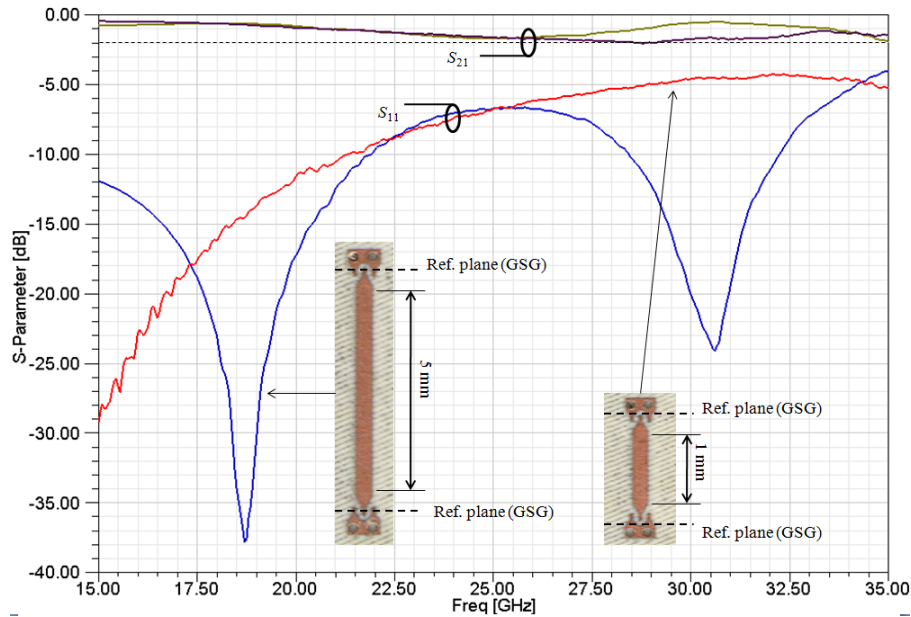 0.00
-5.00
-10.00
-15.00
-20.00
-25.00
-30.00
-35.00
-40.00
S-Parameter [dB]
S21
S11
Ref. plane (GSG)
5 mm
Ref. plane (GSG)
Ref. plane (GSG)
1 mm
Ref. plane (GSG)
15.00 17.50 20.00 22.50 25.00 27.50 30.00 32.50 35.00
Freq [GHz]